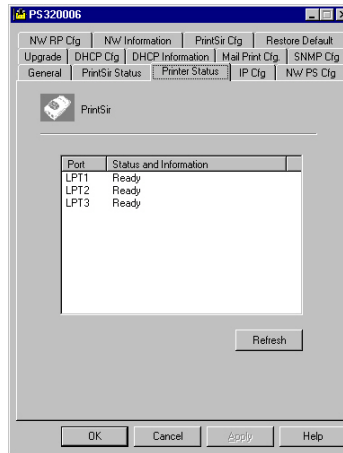 PS320006
NW RP Cfg NW Information PrintSir Cfg Restore Default
Upgrade DHCP Cfg DHCP Information Mail Print Cfg. SNMP Cfg
General PrintSir Status Printer Status IP Cfg NW PS Cfg
PrintSir
Port Status and Information
LPT1 Ready
LPT2 Ready
LPT3 Ready
Refresh
OK Cancel Apply Help